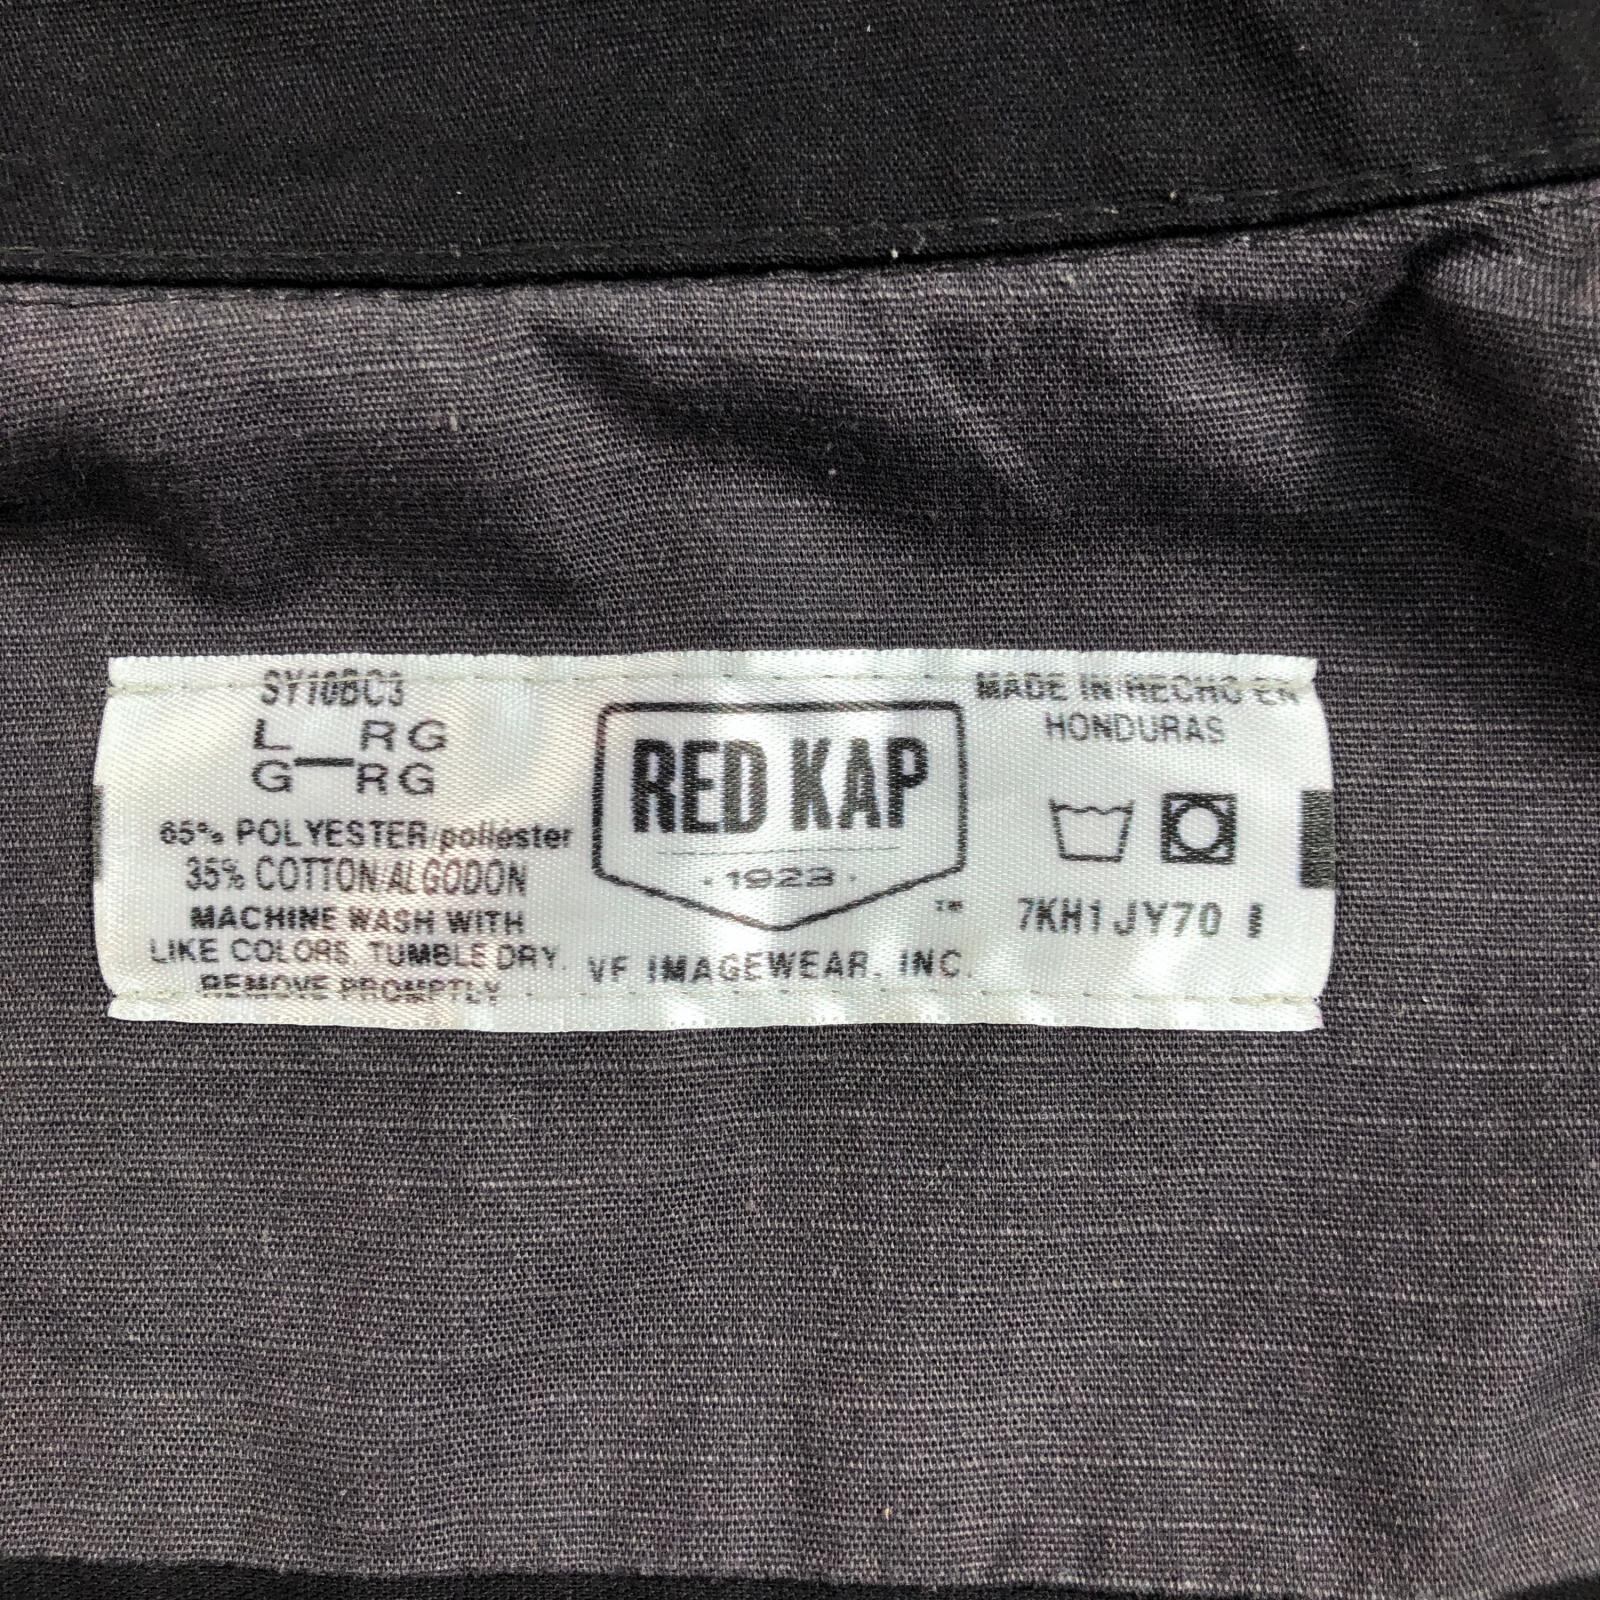 SY10BC3
L RG
G RG
65% POLYESTER/poliéster
35% COTTON/ALGODON
MACHINE WASH WITH
LIKE COLORS, TUMBLE DRY.
REMOVE PROMPTLY
RED KAP
· 1923 ·
TM
VF IMAGEWEAR, INC.
MADE IN/HECHO EN
HONDURAS
7KH1JY70